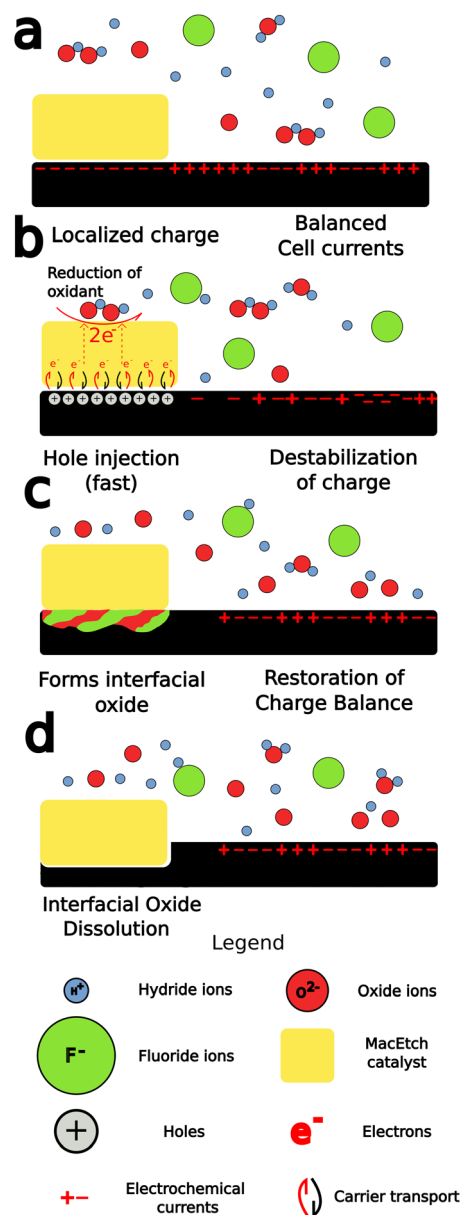 a
Localized charge
Balanced
Cell currents
b
Reduction of
oxidant
2e-
e- e- e- e- e- e-
+ + + + + + + + +
Hole injection
(fast)
Destabilization
of charge
c
Forms interfacial
oxide
Restoration of
Charge Balance
d
Interfacial Oxide
Dissolution
Legend
H+
Hydride ions
O2-
Oxide ions
F-
Fluoride ions
MacEtch
catalyst
+
Holes
e-
Electrons
+-
Electrochemical
currents
Carrier transport